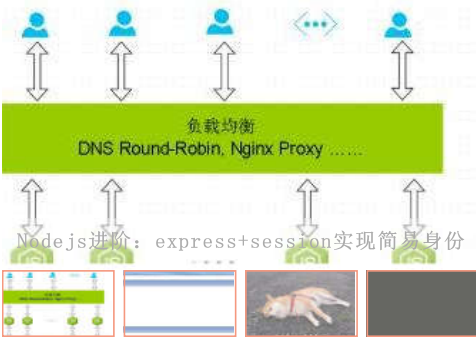 负载均衡
DNS Round-Robin, Nginx Proxy ……
Nodejs进阶：express+session实现简易身份